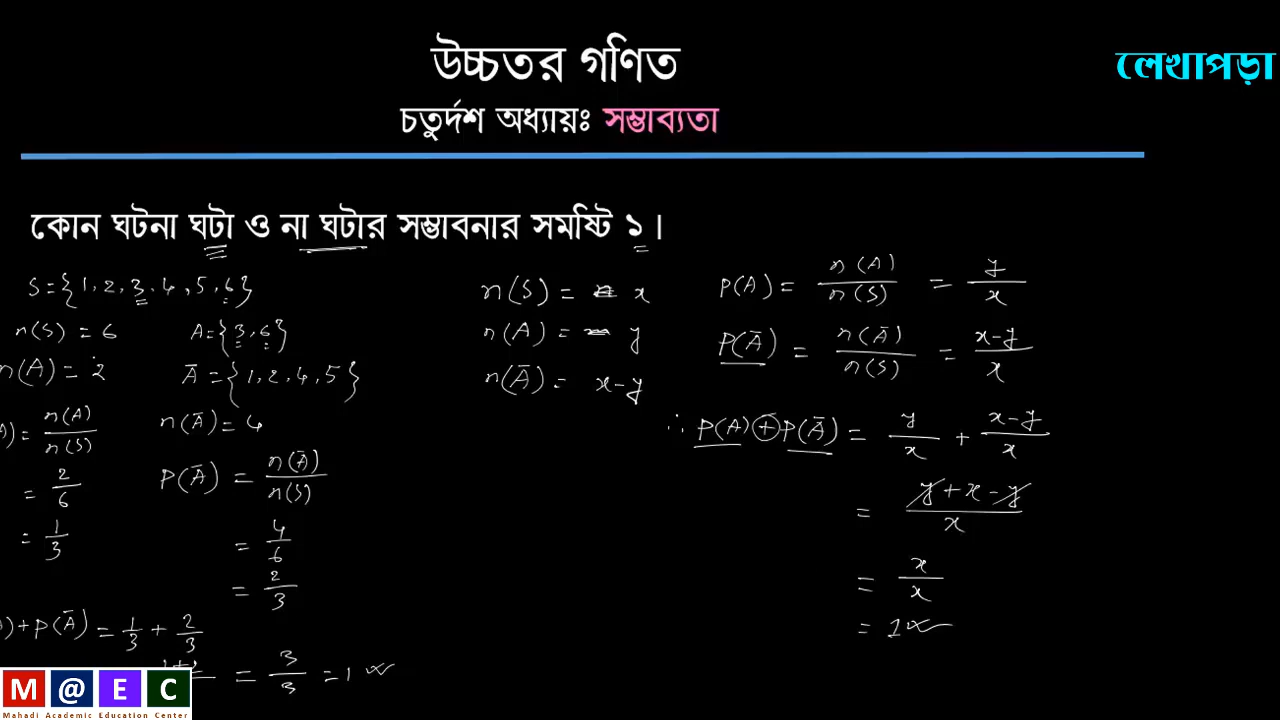 উচ্চতর গণিত
লেখাপড়া
চতুর্দশ অধ্যায়ঃ সম্ভাব্যতা
কোন ঘটনা ঘটা ও না ঘটার সম্ভাবনার সমষ্টি ১।
S={1,2,3,4,5,6}
n(S) = 6
A={3,6}
n(A) = 2
Ā = {1,2,4,5}
A) = n(A)/n(S)
= 2/6
= 1/3
n(Ā) = 4
P(Ā) = n(Ā)/n(S)
= 4/6
= 2/3
)+P(Ā) = 1/3 + 2/3
= 3/3 = 1
n(S) = x
n(A) = y
n(Ā) = x-y
P(A) = n(A)/n(S) = y/x
P(Ā) = n(Ā)/n(S) = x-y/x
∴ P(A)+P(Ā) = y/x + x-y/x
= y+x-y/x
= x/x
= 1
M @ E C
Mahadi Academic Education Center